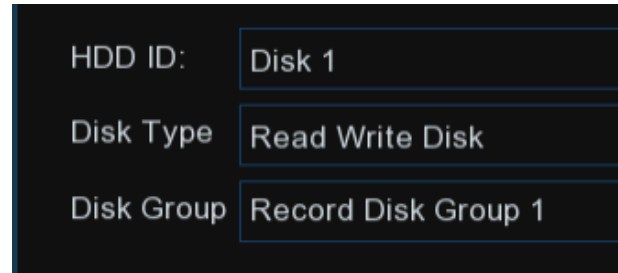 HDD ID: Disk 1
Disk Type Read Write Disk
Disk Group Record Disk Group 1